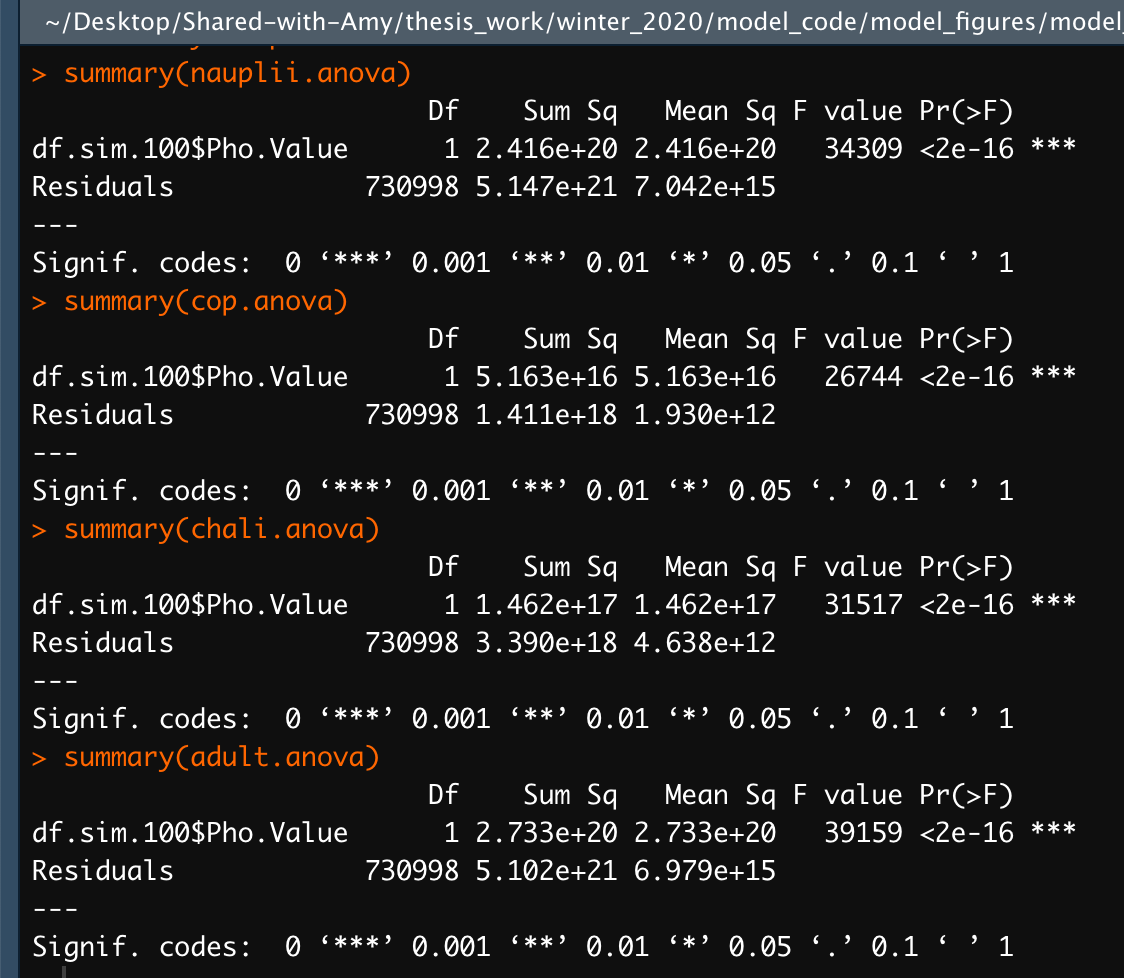 ~/Desktop/Shared-with-Amy/thesis_work/winter_2020/model_code/model_figures/model_
> summary(nauplii.anova)
                         Df    Sum Sq   Mean Sq F value Pr(>F)
df.sim.100$Pho.Value      1 2.416e+20 2.416e+20   34309 <2e-16 ***
Residuals            730998 5.147e+21 7.042e+15
---
Signif. codes:  0 ‘***’ 0.001 ‘**’ 0.01 ‘*’ 0.05 ‘.’ 0.1 ‘ ’ 1
> summary(cop.anova)
                         Df    Sum Sq   Mean Sq F value Pr(>F)
df.sim.100$Pho.Value      1 5.163e+16 5.163e+16   26744 <2e-16 ***
Residuals            730998 1.411e+18 1.930e+12
---
Signif. codes:  0 ‘***’ 0.001 ‘**’ 0.01 ‘*’ 0.05 ‘.’ 0.1 ‘ ’ 1
> summary(chali.anova)
                         Df    Sum Sq   Mean Sq F value Pr(>F)
df.sim.100$Pho.Value      1 1.462e+17 1.462e+17   31517 <2e-16 ***
Residuals            730998 3.390e+18 4.638e+12
---
Signif. codes:  0 ‘***’ 0.001 ‘**’ 0.01 ‘*’ 0.05 ‘.’ 0.1 ‘ ’ 1
> summary(adult.anova)
                         Df    Sum Sq   Mean Sq F value Pr(>F)
df.sim.100$Pho.Value      1 2.733e+20 2.733e+20   39159 <2e-16 ***
Residuals            730998 5.102e+21 6.979e+15
---
Signif. codes:  0 ‘***’ 0.001 ‘**’ 0.01 ‘*’ 0.05 ‘.’ 0.1 ‘ ’ 1